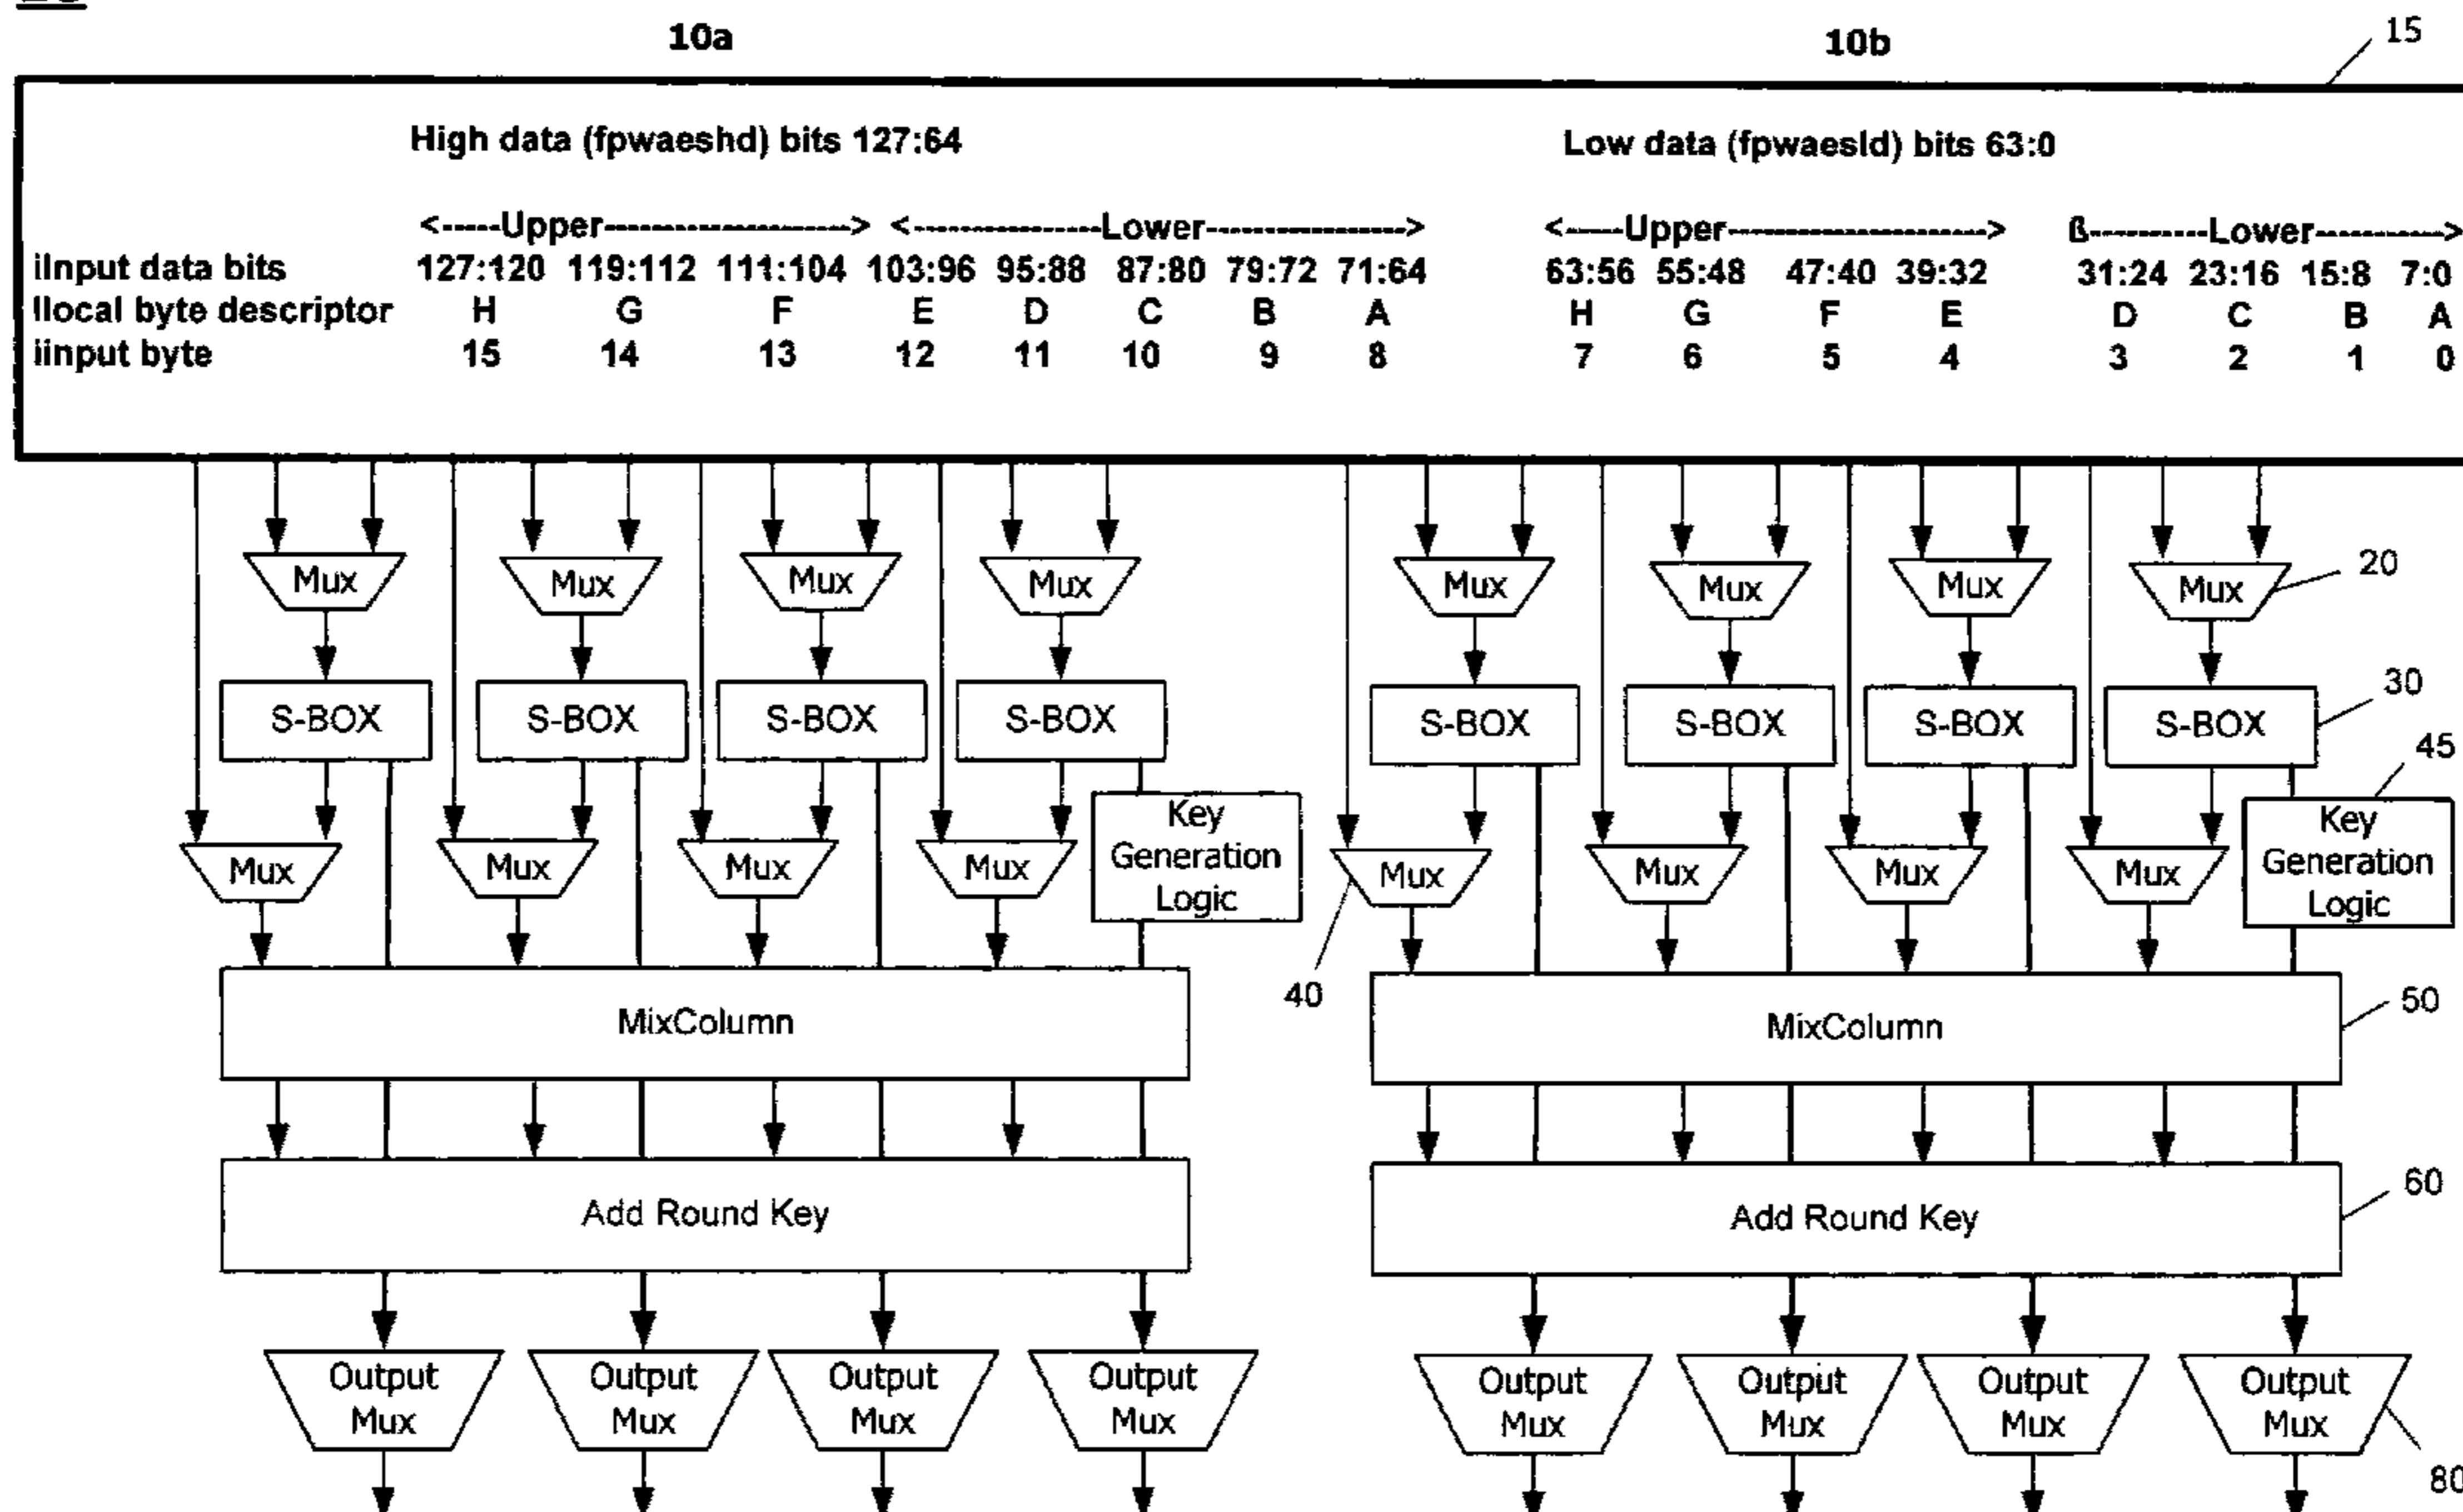 10a 10b 15
High data (fpwaeshd) bits 127:64 Low data (fpwaesld) bits 63:0
<-----Upper--------------------> <----------------Lower---------------> <-----Upper--------------------> ß----------Lower----------->
iInput data bits 127:120 119:112 111:104 103:96 95:88 87:80 79:72 71:64 63:56 55:48 47:40 39:32 31:24 23:16 15:8 7:0
llocal byte descriptor H G F E D C B A H G F E D C B A
iinput byte 15 14 13 12 11 10 9 8 7 6 5 4 3 2 1 0
Mux Mux Mux Mux Mux Mux Mux Mux 20
S-BOX S-BOX S-BOX S-BOX S-BOX S-BOX S-BOX S-BOX 30
45
Key Key
Mux Mux Mux Mux Generation Mux Mux Mux Mux Generation
Logic Logic
40
MixColumn MixColumn 50
Add Round Key Add Round Key 60
Output Output Output Output Output Output Output Output
Mux Mux Mux Mux Mux Mux Mux Mux
80